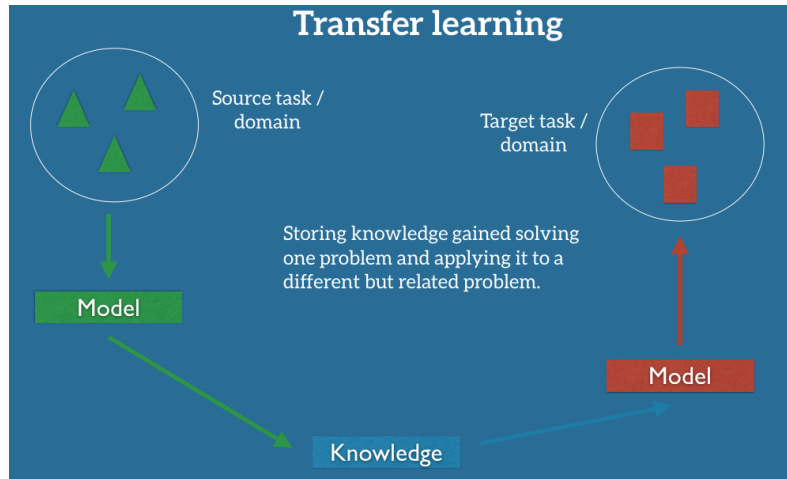 Transfer learning
Source task /
domain
Target task /
domain
Storing knowledge gained solving
one problem and applying it to a
different but related problem.
Model
Model
Knowledge